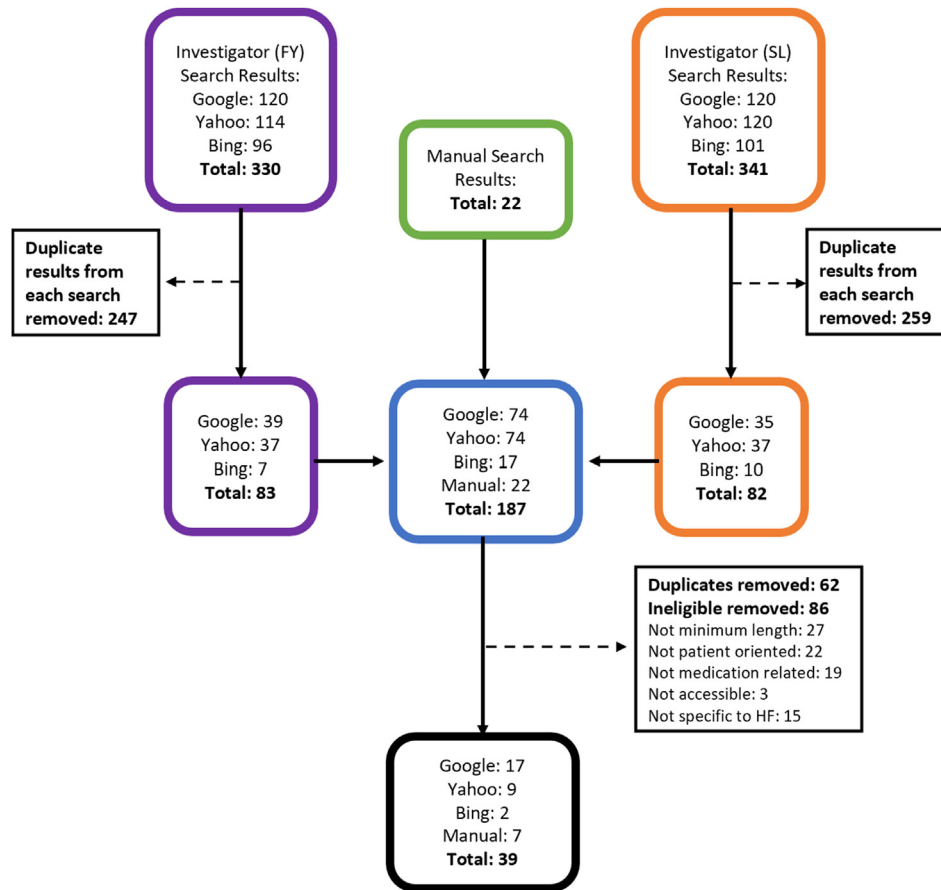 Investigator (FY)
Search Results:
Google: 120
Yahoo: 114
Bing: 96
Total: 330
Manual Search
Results:
Total: 22
Investigator (SL)
Search Results:
Google: 120
Yahoo: 120
Bing: 101
Total: 341
Duplicate
results from
each search
removed: 247
Duplicate
results from
each search
removed: 259
Google: 39
Yahoo: 37
Bing: 7
Total: 83
Google: 74
Yahoo: 74
Bing: 17
Manual: 22
Total: 187
Google: 35
Yahoo: 37
Bing: 10
Total: 82
Duplicates removed: 62
Ineligible removed: 86
Not minimum length: 27
Not patient oriented: 22
Not medication related: 19
Not accessible: 3
Not specific to HF: 15
Google: 17
Yahoo: 9
Bing: 2
Manual: 7
Total: 39